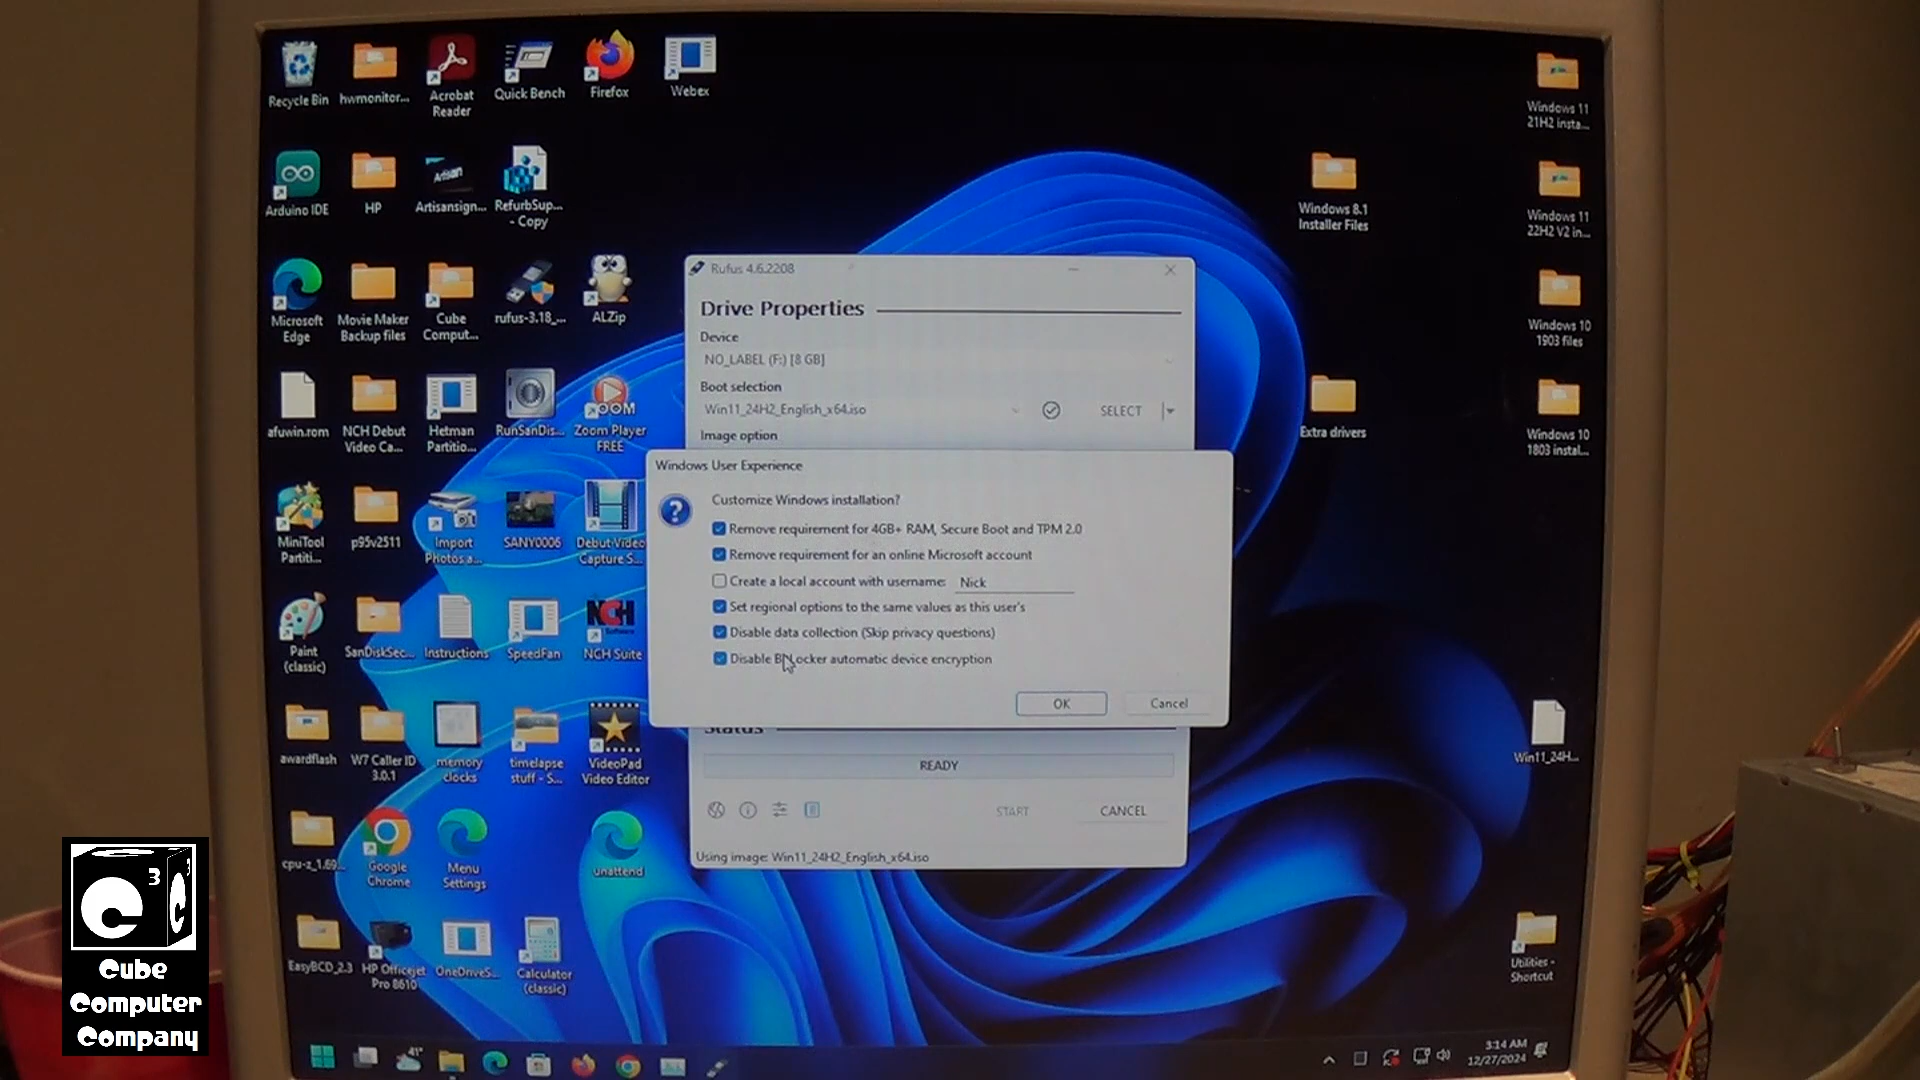 Recycle Bin
hwmonitor...
Acrobat
Reader
Quick Bench
Firefox
Webex
Windows 11
21H2 insta...
Arduino IDE
HP
Artisansign...
RefurbSup...
- Copy
Windows 8.1
Installer Files
Windows 11
22H2 V2 in...
Microsoft
Edge
Movie Maker
Backup files
Cube
Comput...
rufus-3.18_...
ALZip
Windows 10
1903 files
afuwin.rom
NCH Debut
Video Ca...
Hetman
Partitio...
RunSanDis...
Zoom Player
FREE
Extra drivers
Windows 10
1803 instal...
MiniTool
Partiti...
p95v2511
Import
Photos a...
SANY0006
Debut Video
Capture S...
Paint
(classic)
SanDiskSec...
Instructions
SpeedFan
NCH Suite
awardflash
W7 Caller ID
3.0.1
memory
clocks
timelapse
stuff - S...
VideoPad
Video Editor
Win11_24H...
cpu-z_1.69...
Google
Chrome
Menu
Settings
unattend
EasyBCD_2.3
HP Officejet
Pro 8610
OneDriveS...
Calculator
(classic)
Utilities -
Shortcut
Rufus 4.6.2208
Drive Properties
Device
NO_LABEL (F:) [8 GB]
Boot selection
Win11_24H2_English_x64.iso
SELECT
Image option
Windows User Experience
Customize Windows installation?
Remove requirement for 4GB+ RAM, Secure Boot and TPM 2.0
Remove requirement for an online Microsoft account
Create a local account with username: Nick
Set regional options to the same values as this user's
Disable data collection (Skip privacy questions)
Disable BitLocker automatic device encryption
OK Cancel
Status
READY
START CANCEL
Using image: Win11_24H2_English_x64.iso
41°
3:14 AM
12/27/2024
C3
Cube
Computer
Company